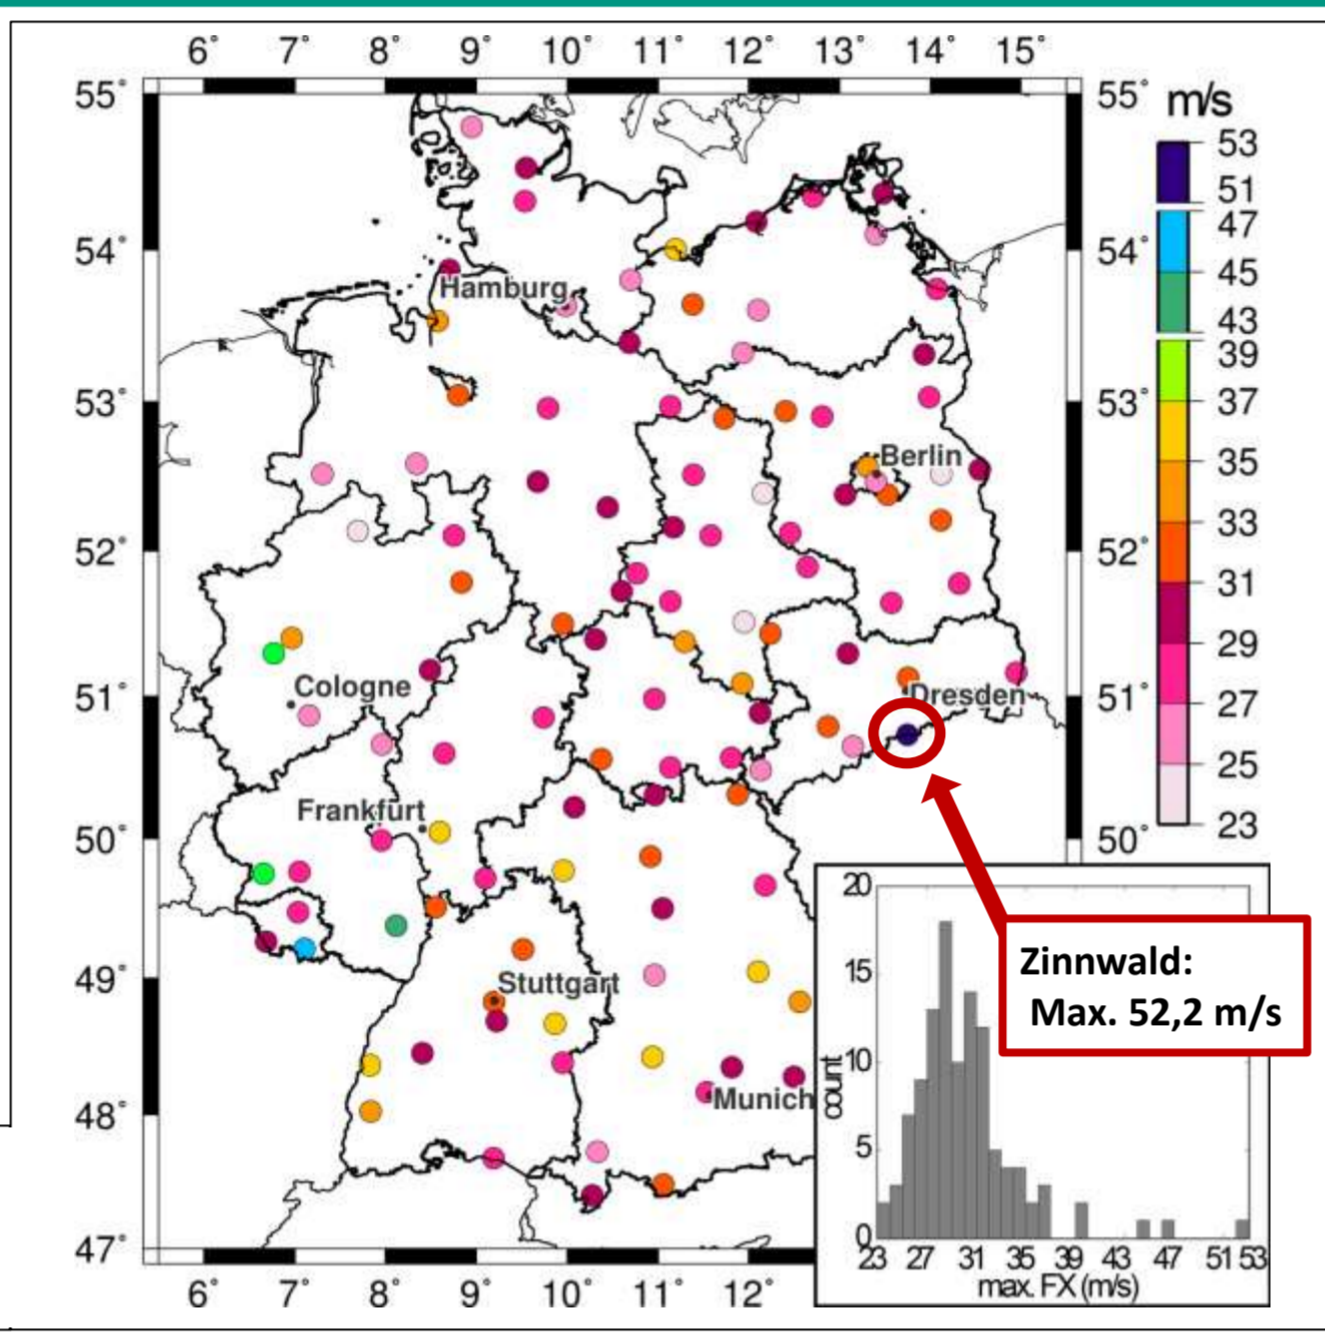 6° 7° 8° 9° 10° 11° 12° 13° 14° 15°
55° 55°
m/s
53
51
47
45
43
39
37
35
33
31
29
27
25
23
54° 54°
Hamburg
53° 53°
Berlin
52° 52°
51° 51°
Cologne
Dresden
Frankfurt
50° 50°
Zinnwald:
Max. 52,2 m/s
49°
Stuttgart
48°
Munich
47°
6° 7° 8° 9° 10° 11° 12°
20
15
10
5
0
count
23 27 31 35 39 43 47 51 53
max. FX (m/s)